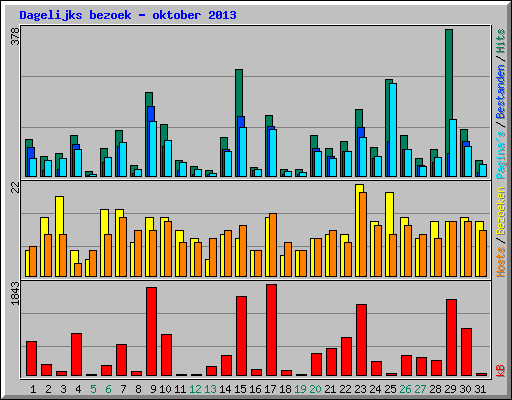 Dagelijks bezoek - oktober 2013
378
22
1843
Hosts/Bezoeken Pagina's/Bestanden/Hits
kB
1 2 3 4 5 6 7 8 9 10 11 12 13 14 15 16 17 18 19 20 21 22 23 24 25 26 27 28 29 30 31